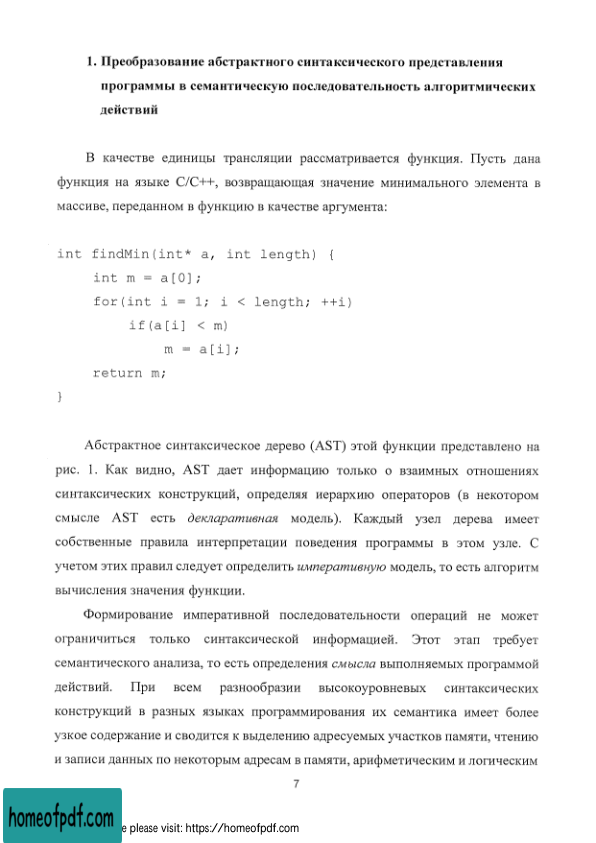 1. Преобразование абстрактного синтаксического представления
программы в семантическую последовательность алгоритмических
действий
В качестве единицы трансляции рассматривается функция. Пусть дана
функция на языке C/C++, возвращающая значение минимального элемента в
массиве, переданном в функцию в качестве аргумента:
int findMin(int* a, int length) {
int m = a[0];
for(int i = 1; i < length; ++i)
if(a[i] < m)
m = a[i];
return m;
}
Абстрактное синтаксическое дерево (AST) этой функции представлено на
рис. 1. Как видно, AST дает информацию только о взаимных отношениях
синтаксических конструкций, определяя иерархию операторов (в некотором
смысле AST есть декларативная модель). Каждый узел дерева имеет
собственные правила интерпретации поведения программы в этом узле. С
учетом этих правил следует определить императивную модель, то есть алгоритм
вычисления значения функции.
Формирование императивной последовательности операций не может
ограничиться только синтаксической информацией. Этот этап требует
семантического анализа, то есть определения смысла выполняемых программой
действий. При всем разнообразии высокоуровневых синтаксических
конструкций в разных языках программирования их семантика имеет более
узкое содержание и сводится к выделению адресуемых участков памяти, чтению
и записи данных по некоторым адресам в памяти, арифметическим и логическим
7
homeofpdf.com
please visit: https://homeofpdf.com